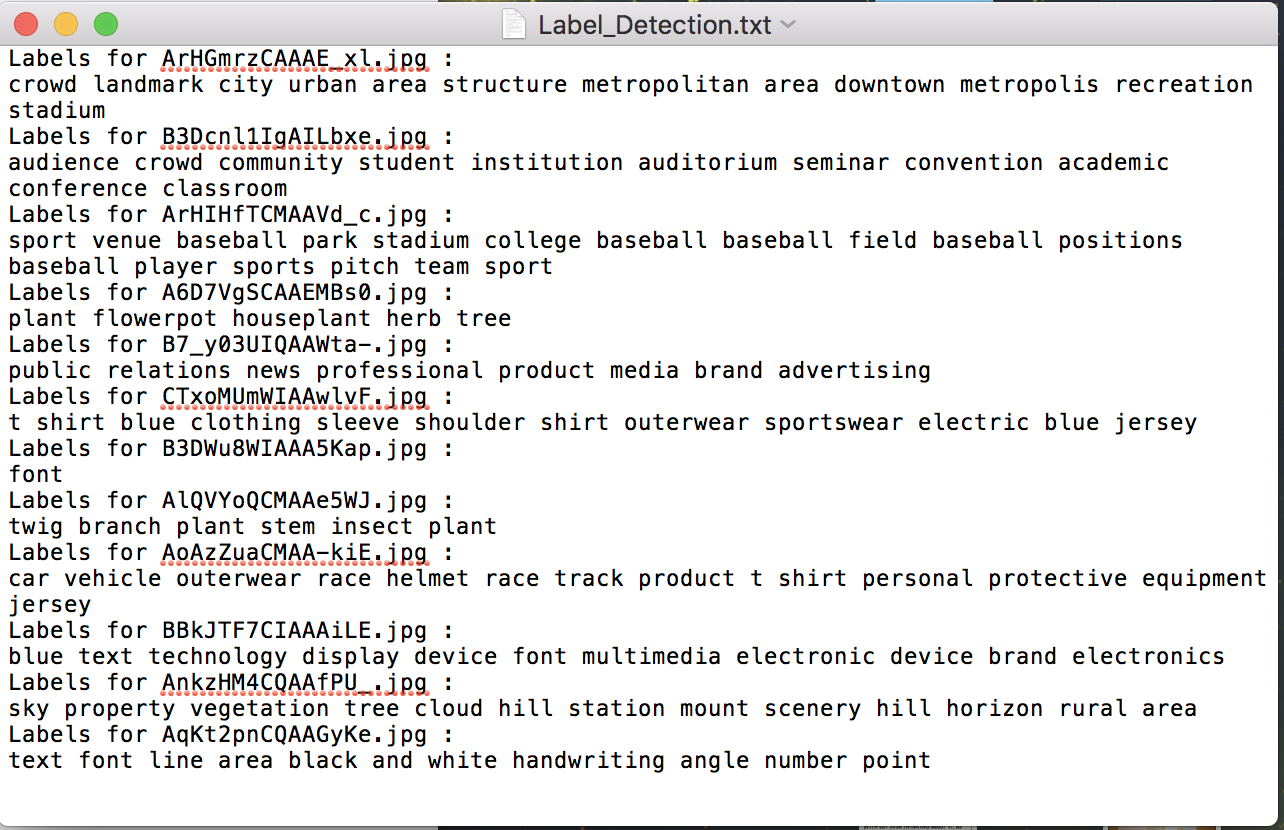 Label_Detection.txt
Labels for ArHGmrzCAAAE_xl.jpg :
crowd landmark city urban area structure metropolitan area downtown metropolis recreation
stadium
Labels for B3Dcnl1IgAILbxe.jpg :
audience crowd community student institution auditorium seminar convention academic
conference classroom
Labels for ArHIHfTCMAAVd_c.jpg :
sport venue baseball park stadium college baseball baseball field baseball positions
baseball player sports pitch team sport
Labels for A6D7VgSCAAEMBs0.jpg :
plant flowerpot houseplant herb tree
Labels for B7_y03UIQAAWta-.jpg :
public relations news professional product media brand advertising
Labels for CTxoMUmWIAAwlvF.jpg :
t shirt blue clothing sleeve shoulder shirt outerwear sportswear electric blue jersey
Labels for B3DWu8WIAAA5Kap.jpg :
font
Labels for AlQVYoQCMAAe5WJ.jpg :
twig branch plant stem insect plant
Labels for AoAzZuaCMAA-kiE.jpg :
car vehicle outerwear race helmet race track product t shirt personal protective equipment
jersey
Labels for BBkJTF7CIAAAiLE.jpg :
blue text technology display device font multimedia electronic device brand electronics
Labels for AnkzHM4CQAAfPU_.jpg :
sky property vegetation tree cloud hill station mount scenery hill horizon rural area
Labels for AqKt2pnCQAAGyKe.jpg :
text font line area black and white handwriting angle number point